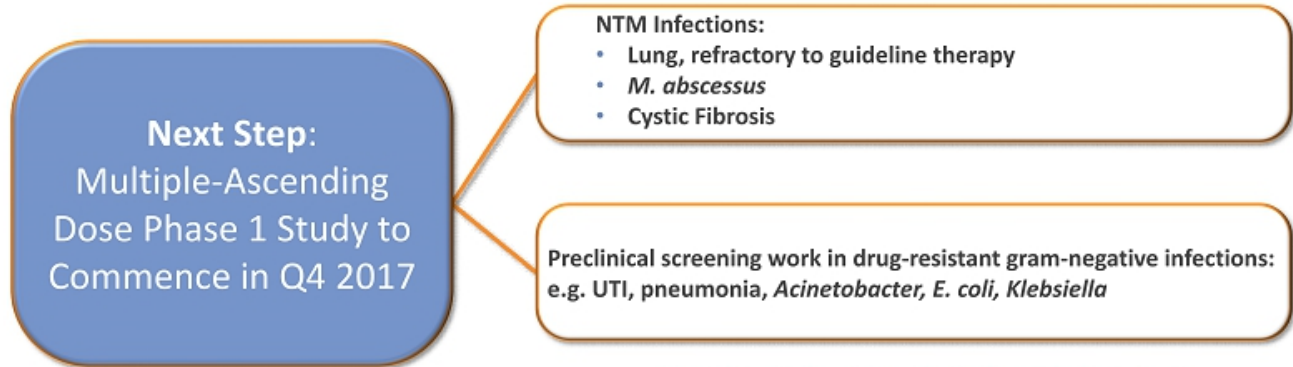 Next Step:
Multiple-Ascending
Dose Phase 1 Study to
Commence in Q4 2017
NTM Infections:
• Lung, refractory to guideline therapy
• M. abscessus
• Cystic Fibrosis
Preclinical screening work in drug-resistant gram-negative infections:
e.g. UTI, pneumonia, Acinetobacter, E. coli, Klebsiella